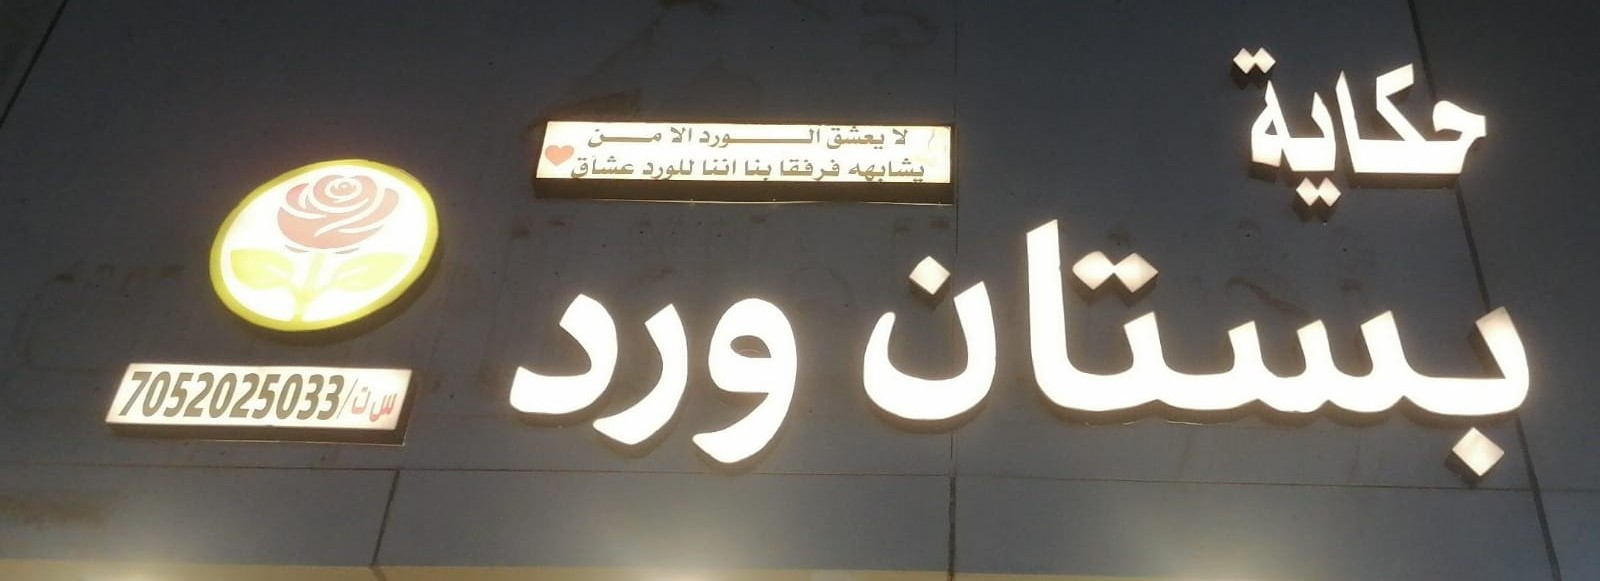 حكاية
لا يعشق الورد الا من
يشابهه فرفقا بنا اننا للورد عشاق
بستان ورد
س ت/7052025033